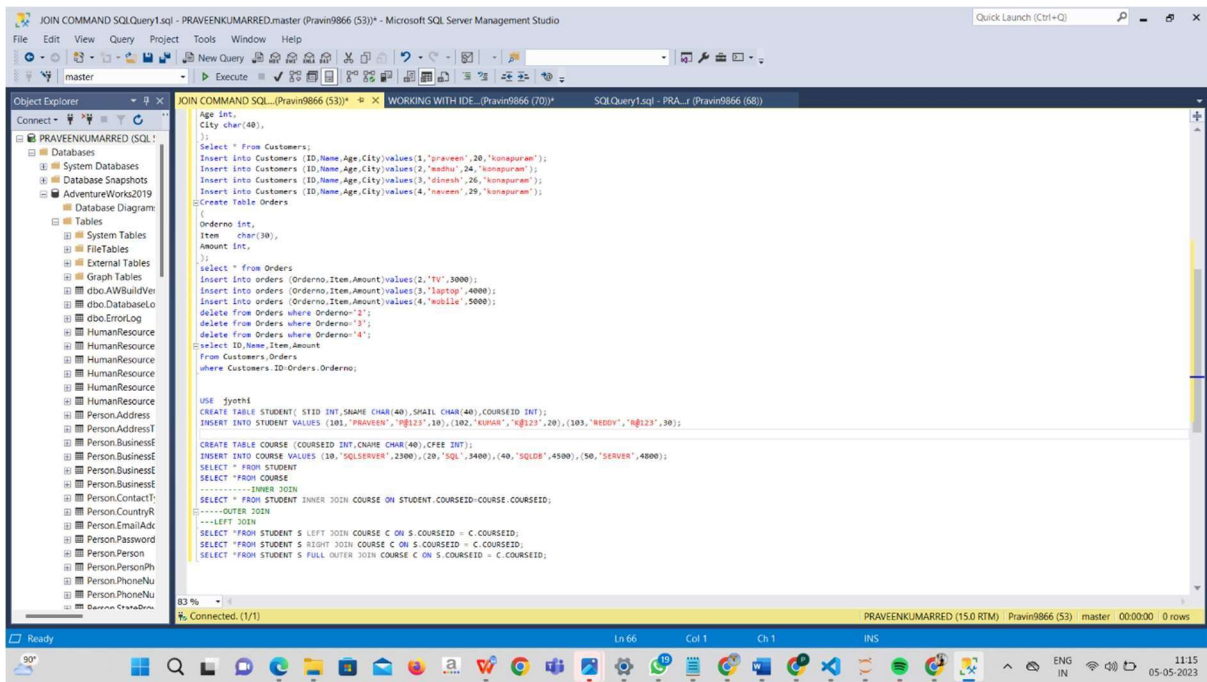 JOIN COMMAND SQLQuery1.sql - PRAVEENKUMARRED.master (Pravin9866 (53))* - Microsoft SQL Server Management Studio
Quick Launch (Ctrl+Q)
File Edit View Query Project Tools Window Help
New Query
master
Execute
Object Explorer
JOIN COMMAND SQL...(Pravin9866 (53))*
WORKING WITH IDE...(Pravin9866 (70))*
SQLQuery1.sql - PRA...r (Pravin9866 (68))
Connect
PRAVEENKUMARRED (SQL
Databases
System Databases
Database Snapshots
AdventureWorks2019
Database Diagram
Tables
System Tables
FileTables
External Tables
Graph Tables
dbo.AWBuildVer
dbo.DatabaseLo
dbo.ErrorLog
HumanResource
HumanResource
HumanResource
HumanResource
HumanResource
HumanResource
Person.Address
Person.AddressT
Person.BusinessE
Person.BusinessE
Person.BusinessE
Person.ContactTy
Person.CountryR
Person.EmailAdd
Person.Password
Person.Person
Person.PersonPh
Person.PhoneNu
Person.PhoneNu
Person.StateProv
Age int,
City char(40),
);
Select * From Customers;
Insert into Customers (ID,Name,Age,City)values(1,'praveen',20,'konapuram');
Insert into Customers (ID,Name,Age,City)values(2,'madhu',24,'konapuram');
Insert into Customers (ID,Name,Age,City)values(3,'dinesh',26,'konapuram');
Insert into Customers (ID,Name,Age,City)values(4,'naveen',29,'konapuram');
Create Table Orders
(
Orderno int,
Item char(30),
Amount int,
);
select * from Orders
insert into orders (Orderno,Item,Amount)values(2,'TV',3000);
insert into orders (Orderno,Item,Amount)values(3,'laptop',4000);
insert into orders (Orderno,Item,Amount)values(4,'mobile',5000);
delete from Orders where Orderno='2';
delete from Orders where Orderno='3';
delete from Orders where Orderno='4';
select ID,Name,Item,Amount
From Customers,Orders
where Customers.ID=Orders.Orderno;
USE jyothi
CREATE TABLE STUDENT( STID INT,SNAME CHAR(40),SMAIL CHAR(40),COURSEID INT);
INSERT INTO STUDENT VALUES (101,'PRAVEEN','P@123',10),(102,'KUMAR','K@123',20),(103,'REDDY','R@123',30);
CREATE TABLE COURSE (COURSEID INT,CNAME CHAR(40),CFEE INT);
INSERT INTO COURSE VALUES (10,'SQLSERVER',2300),(20,'SQL',3400),(40,'SQLDB',4500),(50,'SERVER',4800);
SELECT * FROM STUDENT
SELECT *FROM COURSE
-----------INNER JOIN
SELECT * FROM STUDENT INNER JOIN COURSE ON STUDENT.COURSEID=COURSE.COURSEID;
-----OUTER JOIN
---LEFT JOIN
SELECT *FROM STUDENT S LEFT JOIN COURSE C ON S.COURSEID = C.COURSEID;
SELECT *FROM STUDENT S RIGHT JOIN COURSE C ON S.COURSEID = C.COURSEID;
SELECT *FROM STUDENT S FULL OUTER JOIN COURSE C ON S.COURSEID = C.COURSEID;
83 %
Connected. (1/1)
PRAVEENKUMARRED (15.0 RTM) Pravin9866 (53) master 00:00:00 0 rows
Ready
Ln 66 Col 1 Ch 1 INS
90°
19
ENG
IN
11:15
05-05-2023